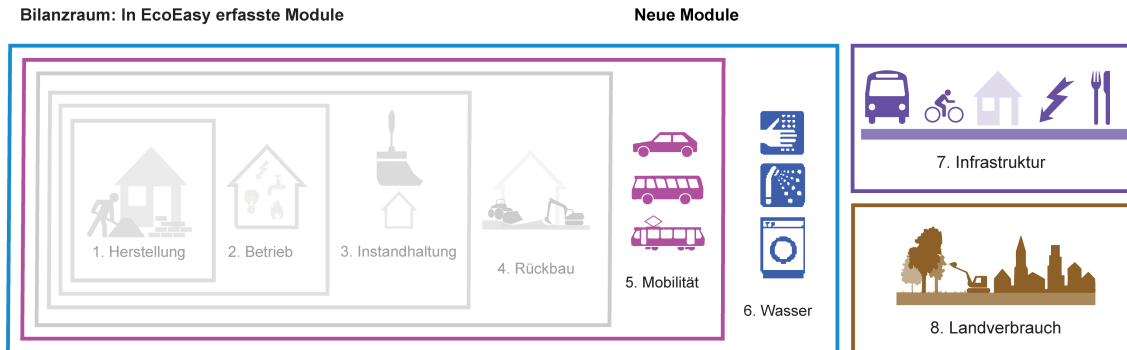 Bilanzraum: In EcoEasy erfasste Module
Neue Module
1. Herstellung
2. Betrieb
3. Instandhaltung
4. Rückbau
5. Mobilität
6. Wasser
7. Infrastruktur
8. Landverbrauch